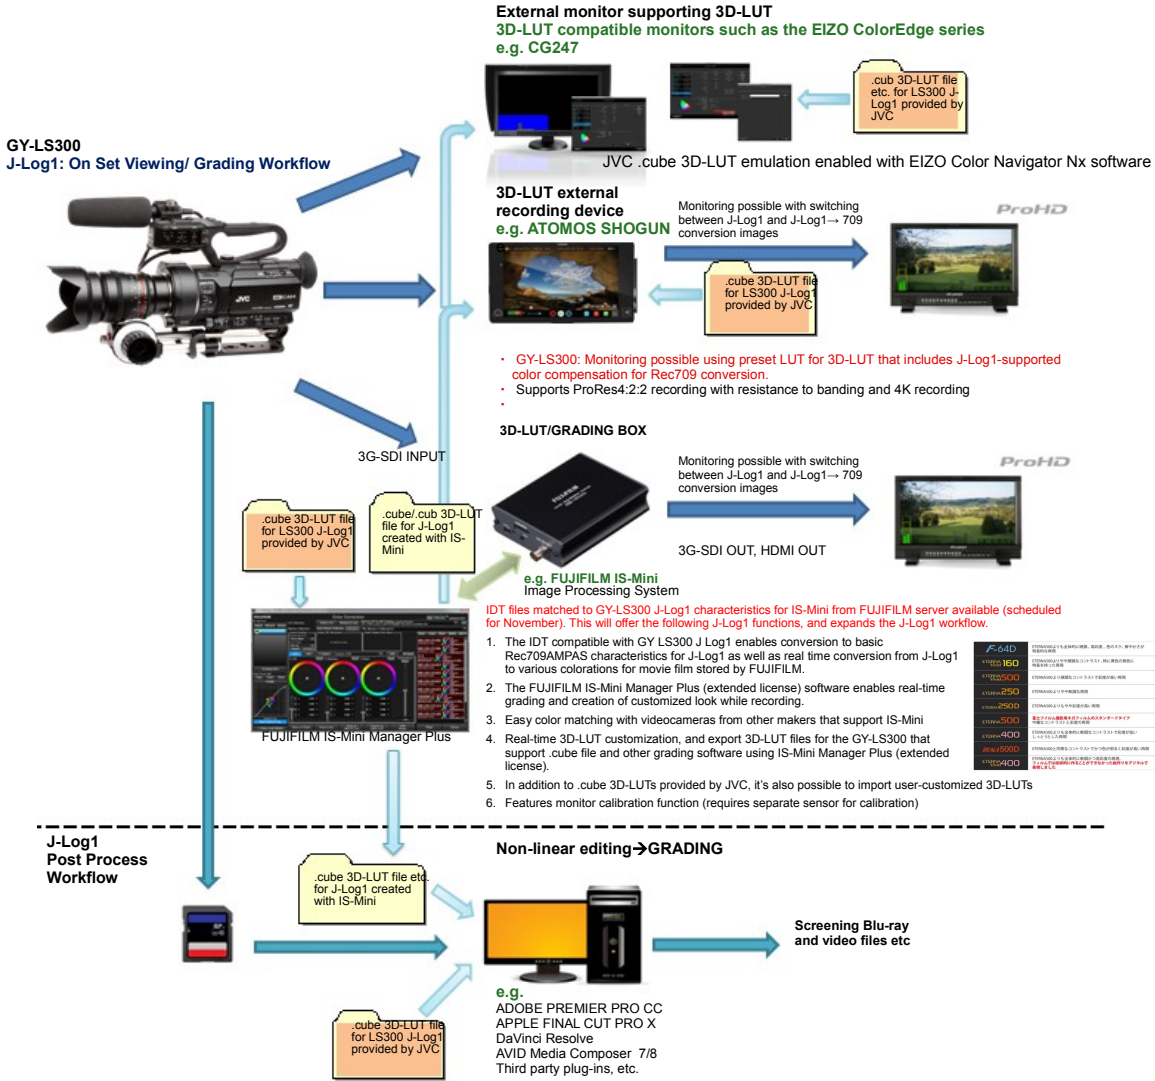 External monitor supporting 3D-LUT
3D-LUT compatible monitors such as the EIZO ColorEdge series
e.g. CG247
.cub 3D-LUT file
etc. for LS300 J-
Log1 provided by
JVC
GY-LS300
J-Log1: On Set Viewing/ Grading Workflow
JVC .cube 3D-LUT emulation enabled with EIZO Color Navigator Nx software
3D-LUT external
recording device
e.g. ATOMOS SHOGUN
Monitoring possible with switching
between J-Log1 and J-Log1→ 709
conversion images
ProHD
JVC
.cube 3D-LUT file
for LS300 J-Log1
provided by JVC
・ GY-LS300: Monitoring possible using preset LUT for 3D-LUT that includes J-Log1-supported
color compensation for Rec709 conversion.
・ Supports ProRes4:2:2 recording with resistance to banding and 4K recording
・
3D-LUT/GRADING BOX
3G-SDI INPUT
Monitoring possible with switching
between J-Log1 and J-Log1→ 709
conversion images
ProHD
FUJIFILM
.cube 3D-LUT file
for LS300 J-Log1
provided by JVC
.cube/.cub 3D-LUT
file for J-Log1
created with IS-
Mini
3G-SDI OUT, HDMI OUT
e.g. FUJIFILM IS-Mini
Image Processing System
IDT files matched to GY-LS300 J-Log1 characteristics for IS-Mini from FUJIFILM server available (scheduled
for November). This will offer the following J-Log1 functions, and expands the J-Log1 workflow.
1. The IDT compatible with GY LS300 J Log1 enables conversion to basic
Rec709AMPAS characteristics for J-Log1 as well as real time conversion from J-Log1
to various colorations for movie film stored by FUJIFILM.
2. The FUJIFILM IS-Mini Manager Plus (extended license) software enables real-time
grading and creation of customized look while recording.
3. Easy color matching with videocameras from other makers that support IS-Mini
4. Real-time 3D-LUT customization, and export 3D-LUT files for the GY-LS300 that
support .cube file and other grading software using IS-Mini Manager Plus (extended
license).
5. In addition to .cube 3D-LUTs provided by JVC, it's also possible to import user-customized 3D-LUTs
6. Features monitor calibration function (requires separate sensor for calibration)
F-64D
ETERNA 160
ETERNA 500
ETERNA 250
ETERNA 250D
ETERNA 500
ETERNA 400
REALA 500D
ETERNA 400
FUJIFILM IS-Mini Manager Plus
J-Log1
Post Process
Workflow
Non-linear editing➔GRADING
.cube 3D-LUT file etc.
for J-Log1 created
with IS-Mini
Screening Blu-ray
and video files etc
.cube 3D-LUT file
for LS300 J-Log1
provided by JVC
e.g.
ADOBE PREMIER PRO CC
APPLE FINAL CUT PRO X
DaVinci Resolve
AVID Media Composer 7/8
Third party plug-ins, etc.